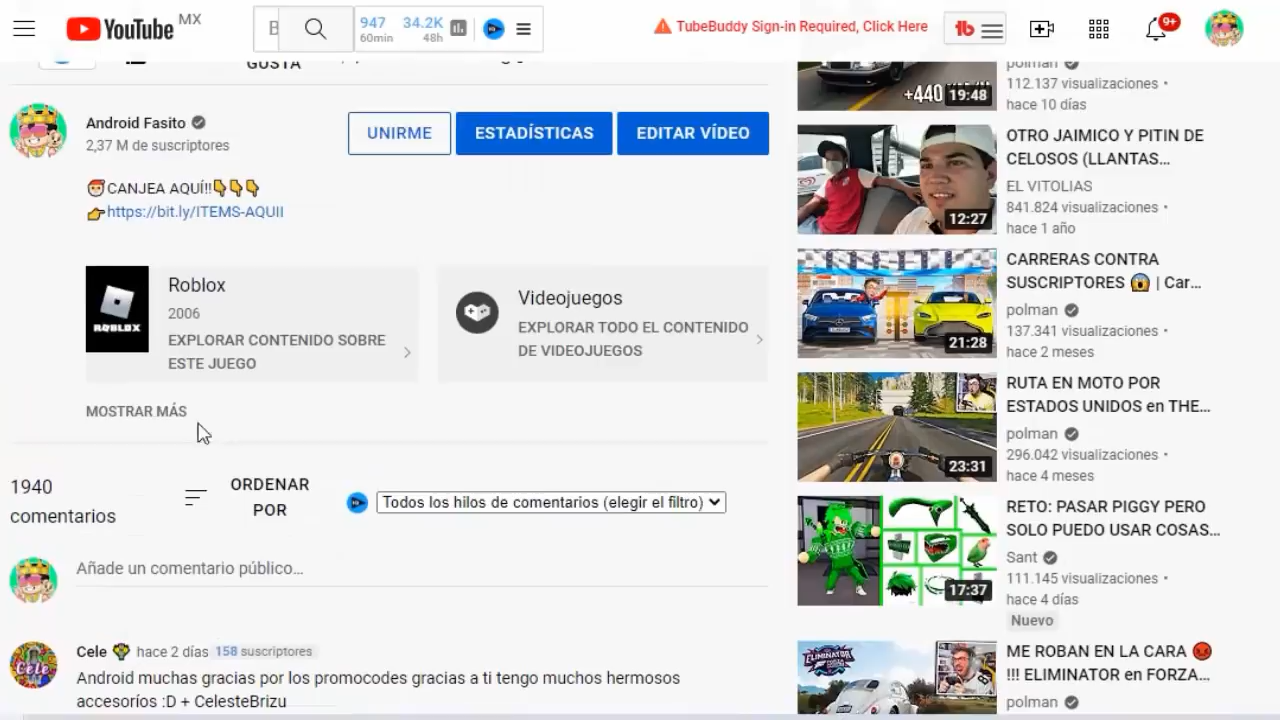 YouTube MX
947
60min
34.2K
48h
TubeBuddy Sign-in Required, Click Here
9+
GUSTA
Android Fasito
2,37 M de suscriptores
UNIRME
ESTADÍSTICAS
EDITAR VÍDEO
🎅CANJEA AQUÍ!!👇👇👇
👉https://bit.ly/ITEMS-AQUII
ROBLOX
Roblox
2006
EXPLORAR CONTENIDO SOBRE
ESTE JUEGO
Videojuegos
EXPLORAR TODO EL CONTENIDO
DE VIDEOJUEGOS
MOSTRAR MÁS
1940
comentarios
ORDENAR
POR
Todos los hilos de comentarios (elegir el filtro)
Añade un comentario público...
Cele hace 2 días 158 suscriptores
Android muchas gracias por los promocodes gracias a ti tengo muchos hermosos
accesorios :D + CelesteBrizu
+440
19:48
polman
112.137 visualizaciones •
hace 10 días
12:27
OTRO JAIMICO Y PITIN DE
CELOSOS (LLANTAS...
EL VITOLIAS
841.824 visualizaciones •
hace 1 año
21:28
CARRERAS CONTRA
SUSCRIPTORES 😱 | Car...
polman
137.341 visualizaciones •
hace 2 meses
23:31
RUTA EN MOTO POR
ESTADOS UNIDOS en THE...
polman
296.042 visualizaciones •
hace 4 meses
17:37
RETO: PASAR PIGGY PERO
SOLO PUEDO USAR COSAS...
Sant
111.145 visualizaciones •
hace 4 días
Nuevo
ELIMINATOR
ME ROBAN EN LA CARA 😡
!!! ELIMINATOR en FORZA...
polman